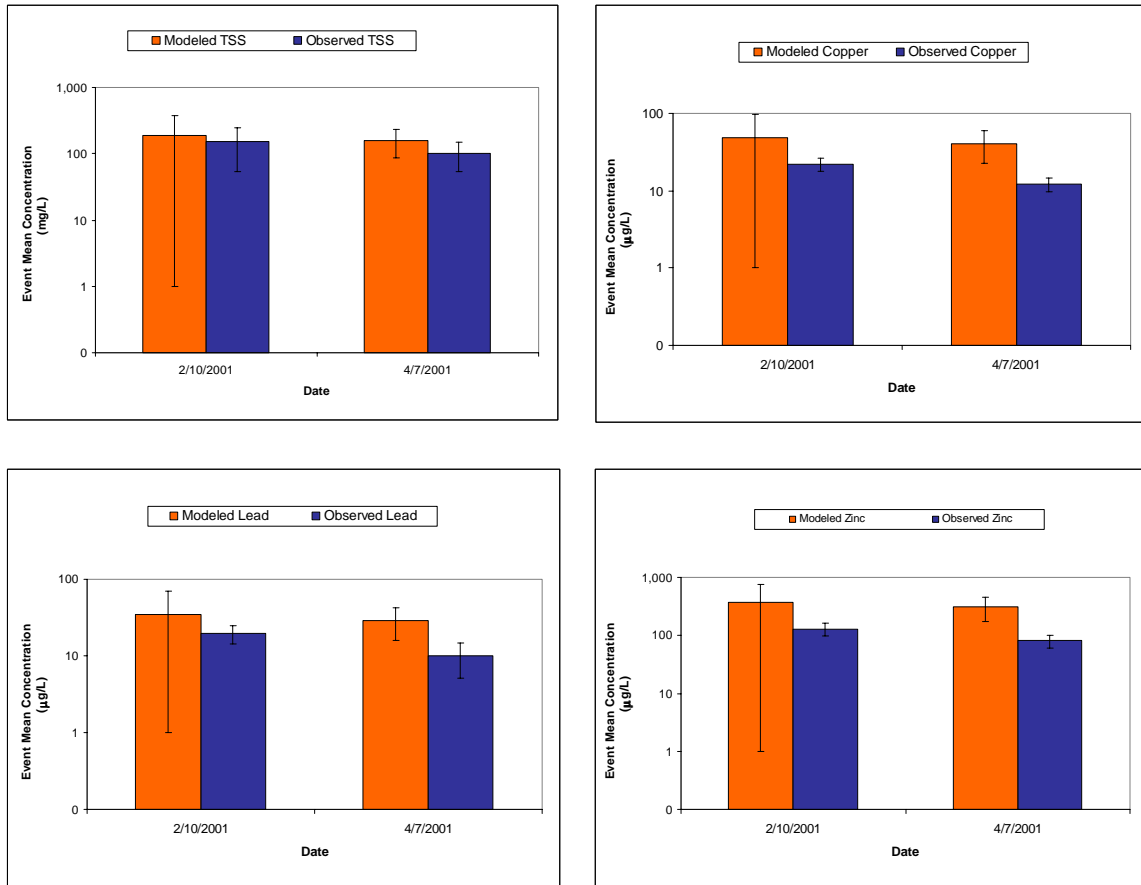 Modeled TSS Observed TSS
1,000
100
10
1
0
Event Mean Concentration
(mg/L)
2/10/2001 4/7/2001
Date
Modeled Copper Observed Copper
100
10
1
0
Event Mean Concentration
(µg/L)
2/10/2001 4/7/2001
Date
Modeled Lead Observed Lead
100
10
1
0
Event Mean Concentration
(µg/L)
2/10/2001 4/7/2001
Date
Modeled Zinc Observed Zinc
1,000
100
10
1
0
Event Mean Concentration
(µg/L)
2/10/2001 4/7/2001
Date